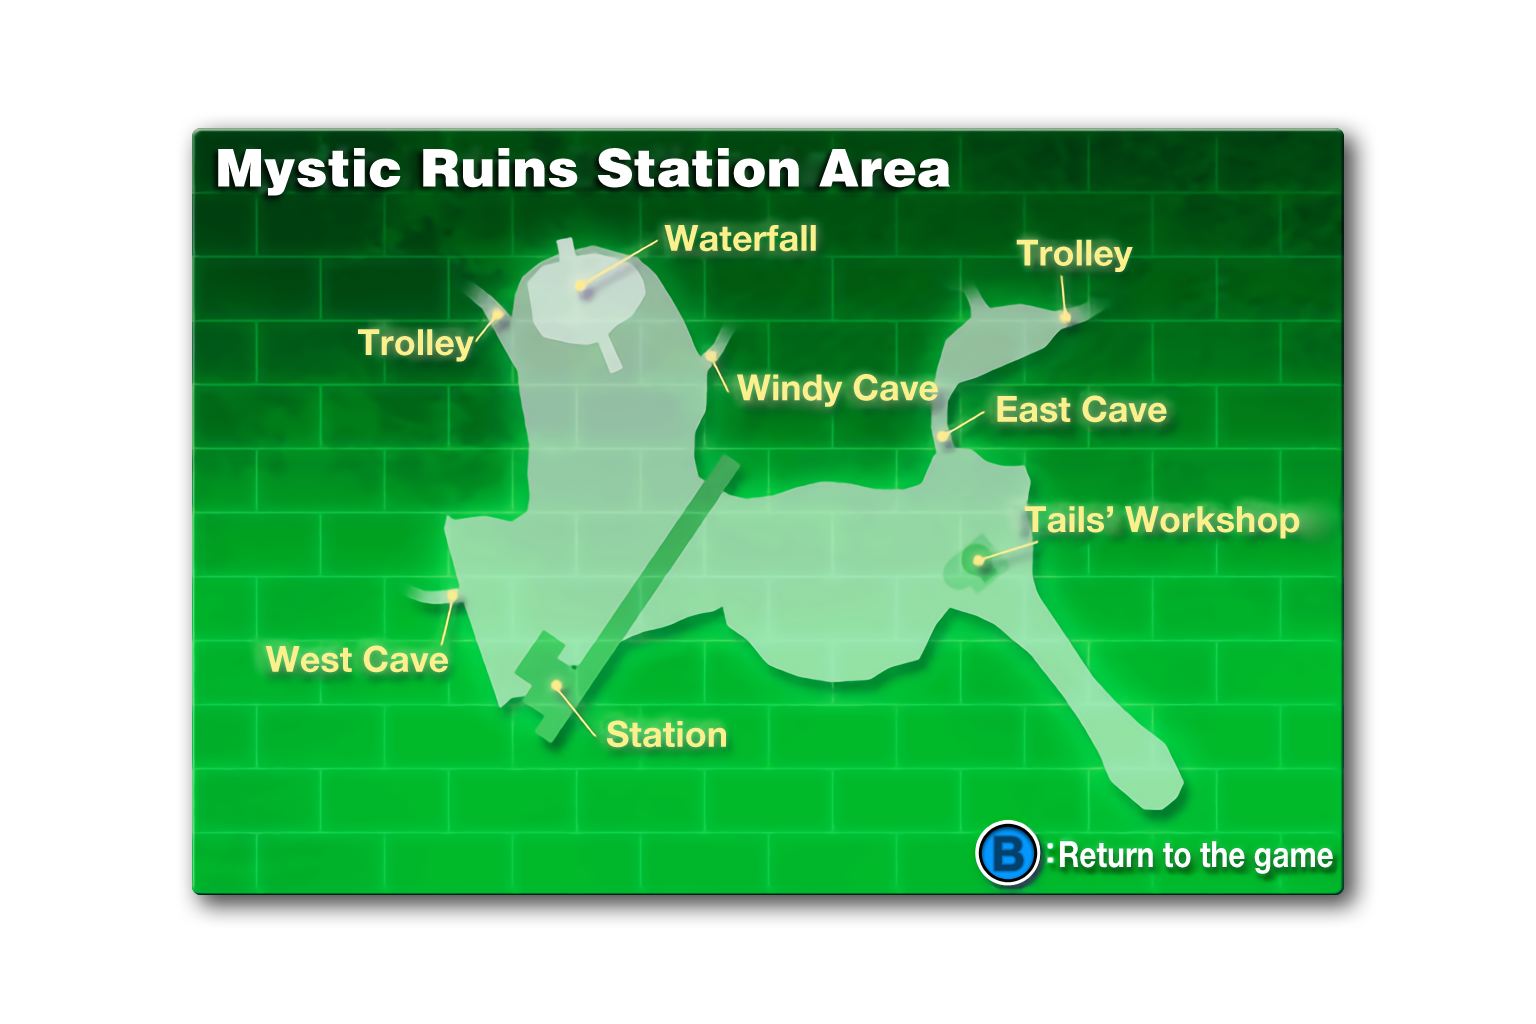 Mystic Ruins Station Area
Waterfall
Trolley
Trolley
Windy Cave
East Cave
Tails’ Workshop
West Cave
Station
B:Return to the game